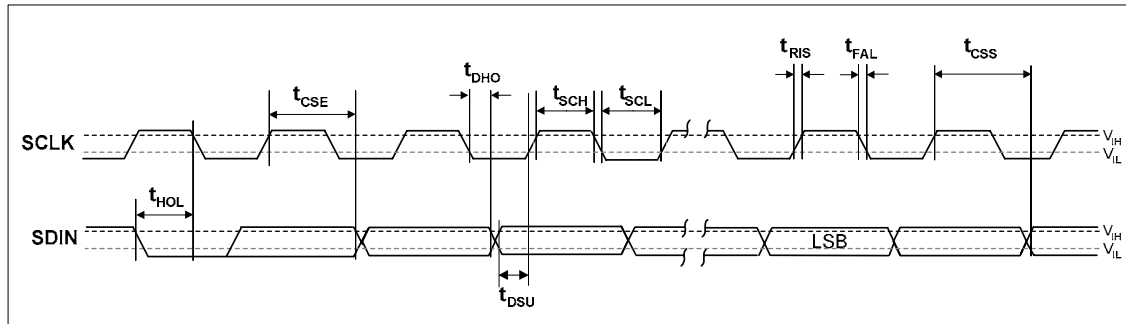 tRIS tFAL tCSS
tDHO
tCSE tSCH tSCL
SCLK VIH
VIL
tHOL
SDIN LSB VIH
VIL
tDSU